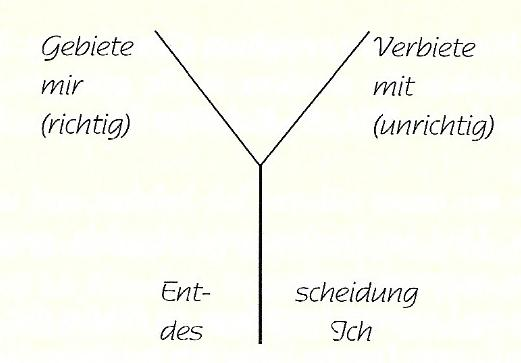 Gebiete
mir
(richtig)
Verbiete
mit
(unrichtig)
Ent- scheidung
des Ich